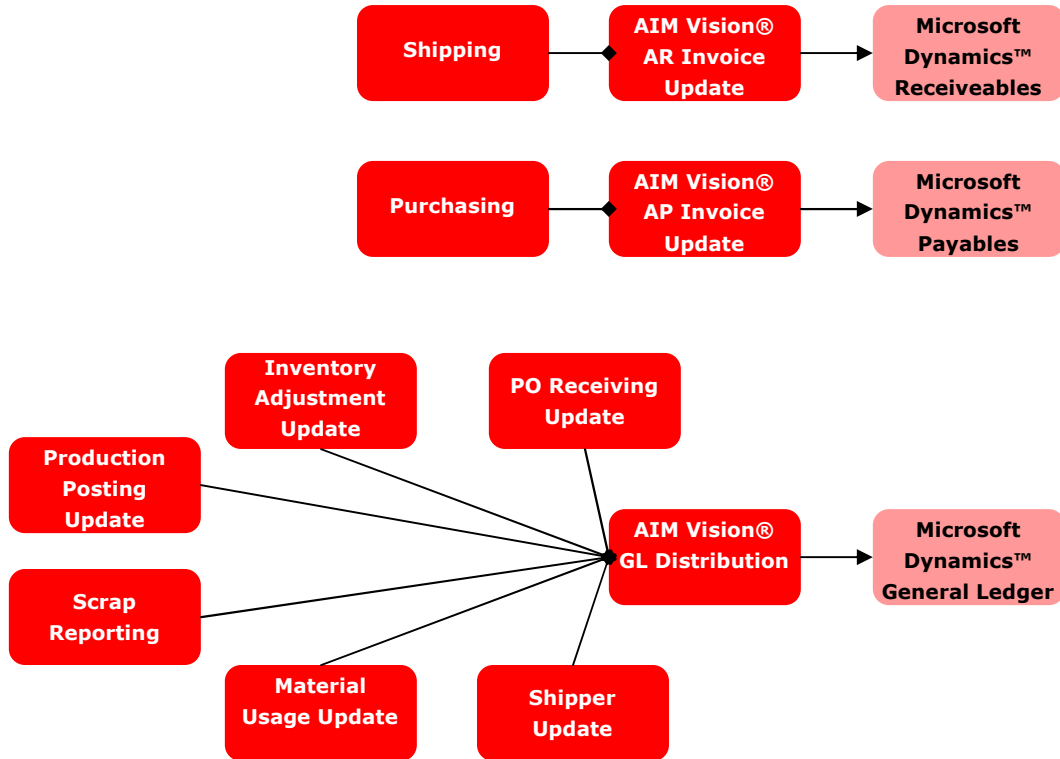 Shipping
AIM Vision®
AR Invoice
Update
Microsoft
Dynamics™
Receiveables
Purchasing
AIM Vision®
AP Invoice
Update
Microsoft
Dynamics™
Payables
Inventory
Adjustment
Update
PO Receiving
Update
Production
Posting
Update
AIM Vision®
GL Distribution
Microsoft
Dynamics™
General Ledger
Scrap
Reporting
Material
Usage Update
Shipper
Update